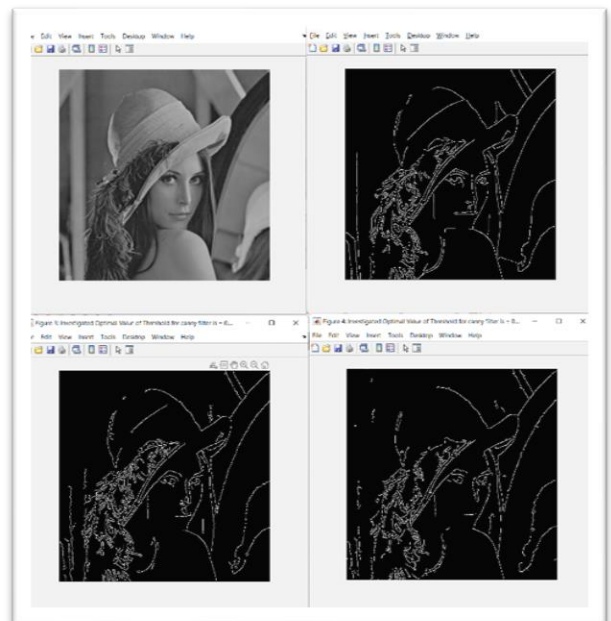 Edit View Insert Tools Desktop Window Help
File Edit View Insert Tools Desktop Window Help
Figure 3: Investigated Optimal Value of Threshold for canny filter is ~ 0...
Edit View Insert Tools Desktop Window Help
Figure 4: Investigated Optimal Value of Threshold for canny filter is ~ 0...
File Edit View Insert Tools Desktop Window Help